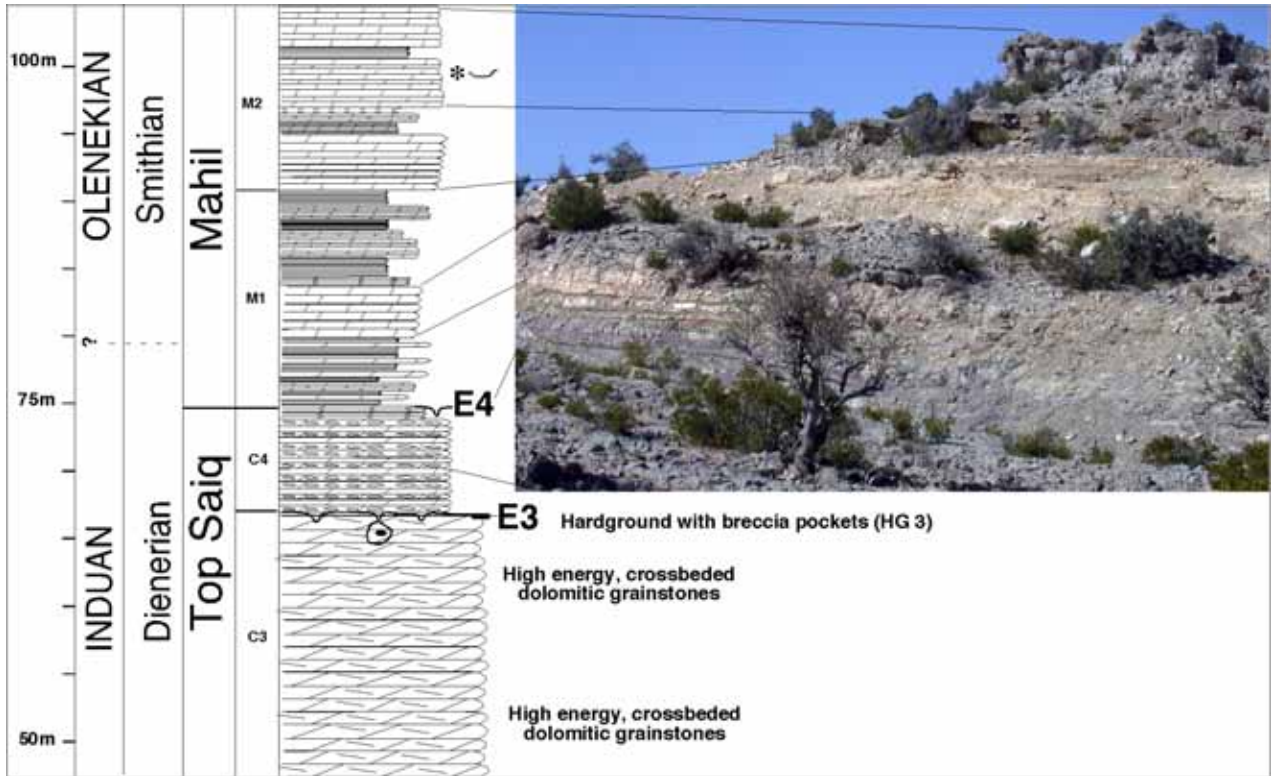 100m
75m
50m
OLENEKIAN
?
INDUAN
Smithian
Dienerian
Mahil
Top Saiq
M2
M1
C4
C3
*
E4
E3 Hardground with breccia pockets (HG 3)
High energy, crossbeded
dolomitic grainstones
High energy, crossbeded
dolomitic grainstones